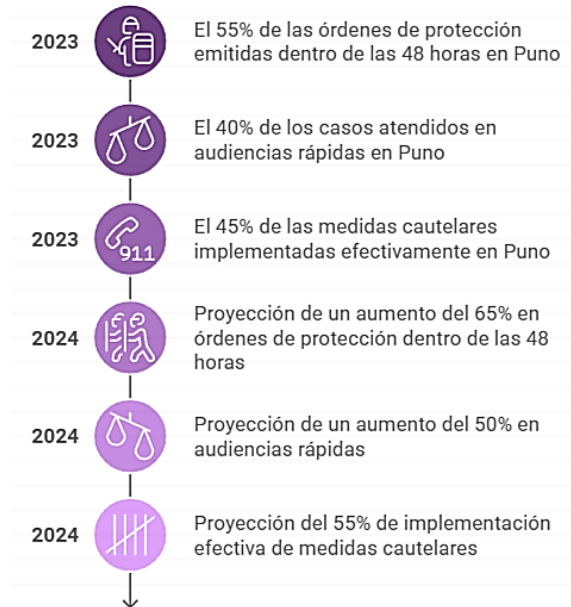 2023
El 55% de las órdenes de protección
emitidas dentro de las 48 horas en Puno
2023
El 40% de los casos atendidos en
audiencias rápidas en Puno
2023
911
El 45% de las medidas cautelares
implementadas efectivamente en Puno
2024
Proyección de un aumento del 65% en
órdenes de protección dentro de las 48
horas
2024
Proyección de un aumento del 50% en
audiencias rápidas
2024
Proyección del 55% de implementación
efectiva de medidas cautelares